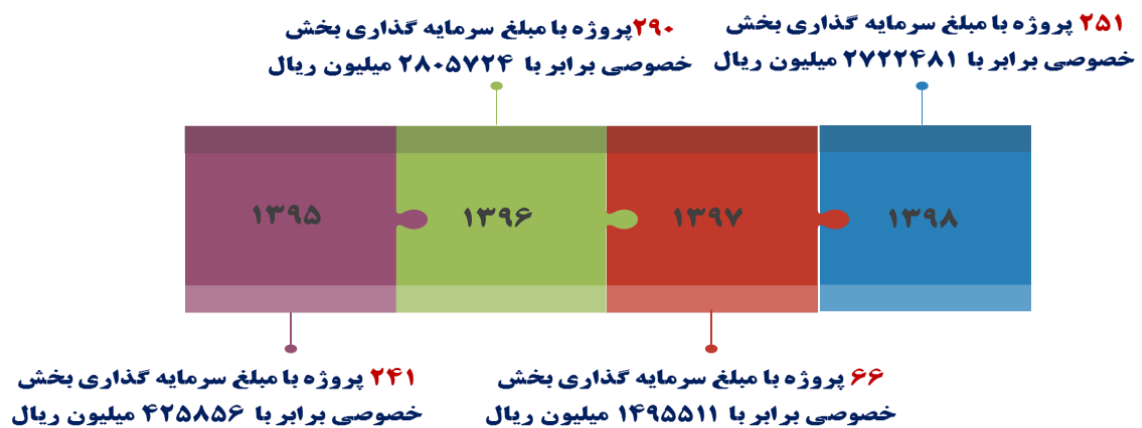 ۲۵۱ پروژه با مبلغ سرمایه گذاری بخش
خصوصی برابر با ۲۷۲۲۴۸۱ میلیون ریال
۲۹۰پروژه با مبلغ سرمایه گذاری بخش
خصوصی برابر با ۲۸۰۵۷۲۴ میلیون ریال
۱۳۹۵
۱۳۹۶
۱۳۹۷
۱۳۹۸
۶۶ پروژه با مبلغ سرمایه گذاری بخش
خصوصی برابر با ۱۴۹۵۵۱۱ میلیون ریال
۲۴۱ پروژه با مبلغ سرمایه گذاری بخش
خصوصی برابر با ۴۲۵۸۵۶ میلیون ریال